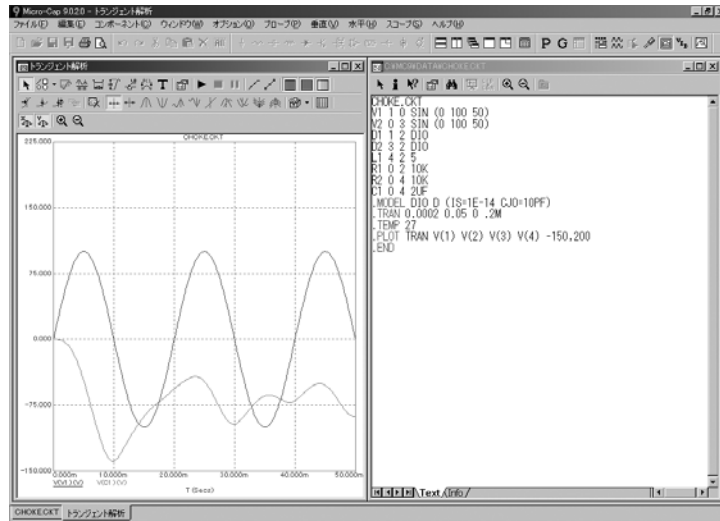 Micro-Cap 9.0.2.0 - トランジェント解析
ファイル(F) 編集(E) コンポーネント(C) ウィンドウ(W) オプション(O) プローブ(P) 垂直(V) 水平(H) スコープ(S) ヘルプ(H)
トランジェント解析
CHOKE.CKT
225.000
150.000
75.000
0.000
-75.000
-150.000
0.000m 10.000m 20.000m 30.000m 40.000m 50.000m
T (Secs)
C:\MC9\DATA\CHOKE.CKT
CHOKE.CKT
V1 1 0 SIN (0 100 50)
V2 0 3 SIN (0 100 50)
D1 1 2 DIO
D2 3 2 DIO
L1 4 2 5
R1 0 2 10K
R2 0 4 10K
C1 0 4 2UF
.MODEL DIO D (IS=1E-14 CJO=10PF)
.TRAN 0.0002 0.05 0 .2M
.TEMP 27
.PLOT TRAN V(1) V(2) V(3) V(4) -150,200
.END
Text Info
CHOKE.CKT トランジェント解析